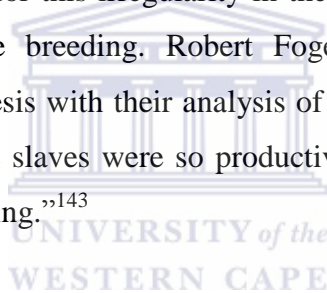 for this irregularity in the
e breeding. Robert Foge
esis with their analysis of
slaves were so productiv
ng.”143
UNIVERSITY of the
WESTERN CAPE